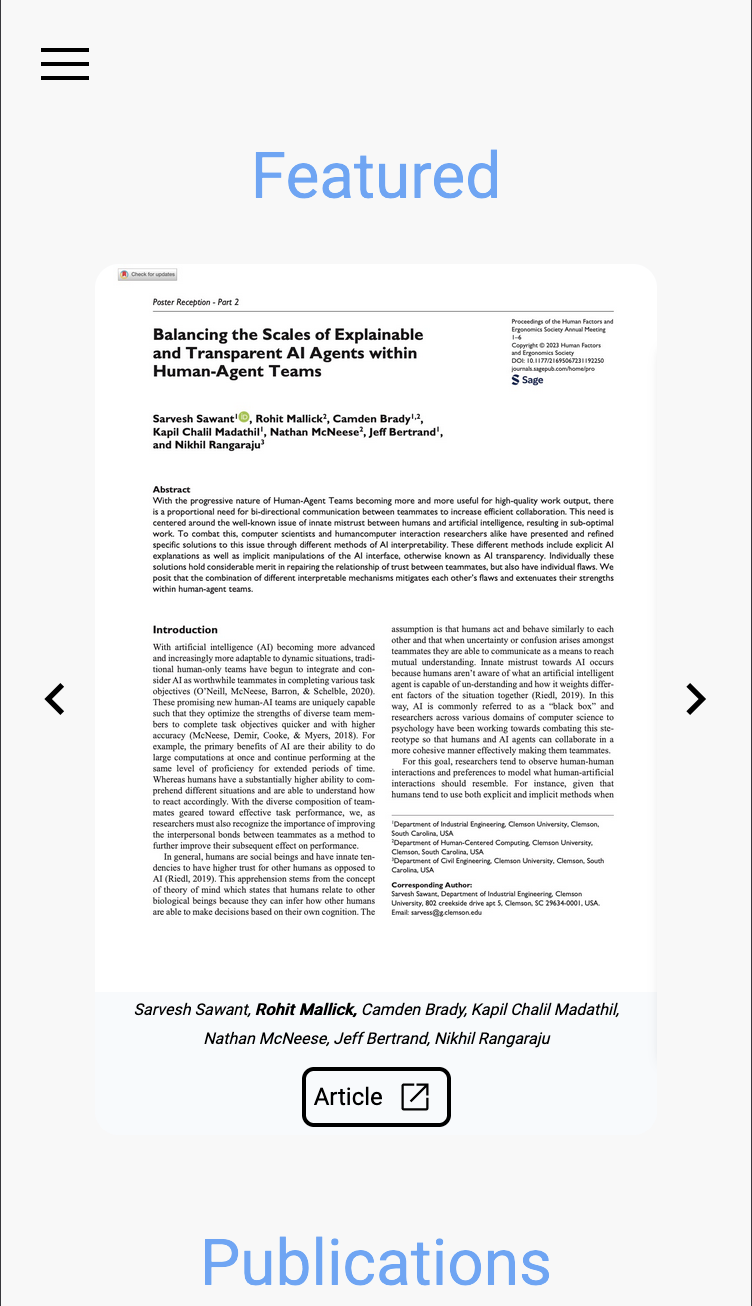 Featured
Check for updates
Poster Reception - Part 2
Balancing the Scales of Explainable
and Transparent AI Agents within
Human-Agent Teams
Proceedings of the Human Factors and
Ergonomics Society Annual Meeting
1–6
Copyright © 2023 Human Factors
and Ergonomics Society
DOI: 10.1177/21695067231192250
journals.sagepub.com/home/pro
Sage
Sarvesh Sawant¹, Rohit Mallick², Camden Brady¹,²,
Kapil Chalil Madathil¹, Nathan McNeese², Jeff Bertrand¹,
and Nikhil Rangaraju³
Abstract
With the progressive nature of Human-Agent Teams becoming more and more useful for high-quality work output, there
is a proportional need for bi-directional communication between teammates to increase efficient collaboration. This need is
centered around the well-known issue of innate mistrust between humans and artificial intelligence, resulting in sub-optimal
work. To combat this, computer scientists and humancomputer interaction researchers alike have presented and refined
specific solutions to this issue through different methods of AI interpretability. These different methods include explicit AI
explanations as well as implicit manipulations of the AI interface, otherwise known as AI transparency. Individually these
solutions hold considerable merit in repairing the relationship of trust between teammates, but also have individual flaws. We
posit that the combination of different interpretable mechanisms mitigates each other's flaws and extenuates their strengths
within human-agent teams.
Introduction
With artificial intelligence (AI) becoming more advanced
and increasingly more adaptable to dynamic situations, tradi-
tional human-only teams have begun to integrate and con-
sider AI as worthwhile teammates in completing various task
objectives (O'Neill, McNeese, Barron, & Schelble, 2020).
These promising new human-AI teams are uniquely capable
such that they optimize the strengths of diverse team mem-
bers to complete task objectives quicker and with higher
accuracy (McNeese, Demir, Cooke, & Myers, 2018). For
example, the primary benefits of AI are their ability to do
large computations at once and continue performing at the
same level of proficiency for extended periods of time.
Whereas humans have a substantially higher ability to com-
prehend different situations and are able to understand how
to react accordingly. With the diverse composition of team-
mates geared toward effective task performance, we, as
researchers must also recognize the importance of improving
the interpersonal bonds between teammates as a method to
further improve their subsequent effect on performance.
In general, humans are social beings and have innate ten-
dencies to have higher trust for other humans as opposed to
AI (Riedl, 2019). This apprehension stems from the concept
of theory of mind which states that humans relate to other
biological beings because they can infer how other humans
are able to make decisions based on their own cognition. The
assumption is that humans act and behave similarly to each
other and that when uncertainty or confusion arises amongst
teammates they are able to communicate as a means to reach
mutual understanding. Innate mistrust towards AI occurs
because humans aren't aware of what an artificial intelligent
agent is capable of un-derstanding and how it weights differ-
ent factors of the situation together (Riedl, 2019). In this
way, AI is commonly referred to as a “black box” and
researchers across various domains of computer science to
psychology have been working towards combating this ste-
reotype so that humans and AI agents can collaborate in a
more cohesive manner effectively making them teammates.
For this goal, researchers tend to observe human-human
interactions and preferences to model what human-artificial
interactions should resemble. For instance, given that
humans tend to use both explicit and implicit methods when
¹Department of Industrial Engineering, Clemson University, Clemson,
South Carolina, USA
²Department of Human-Centered Computing, Clemson University,
Clemson, South Carolina, USA
³Department of Civil Engineering, Clemson University, Clemson, South
Carolina, USA
Corresponding Author:
Sarvesh Sawant, Department of Industrial Engineering, Clemson
University, 802 creekside drive apt 5, Clemson, SC 29634-0001, USA.
Email: sarvess@g.clemson.edu
Sarvesh Sawant, Rohit Mallick, Camden Brady, Kapil Chalil Madathil,
Nathan McNeese, Jeff Bertrand, Nikhil Rangaraju
Article
Publications